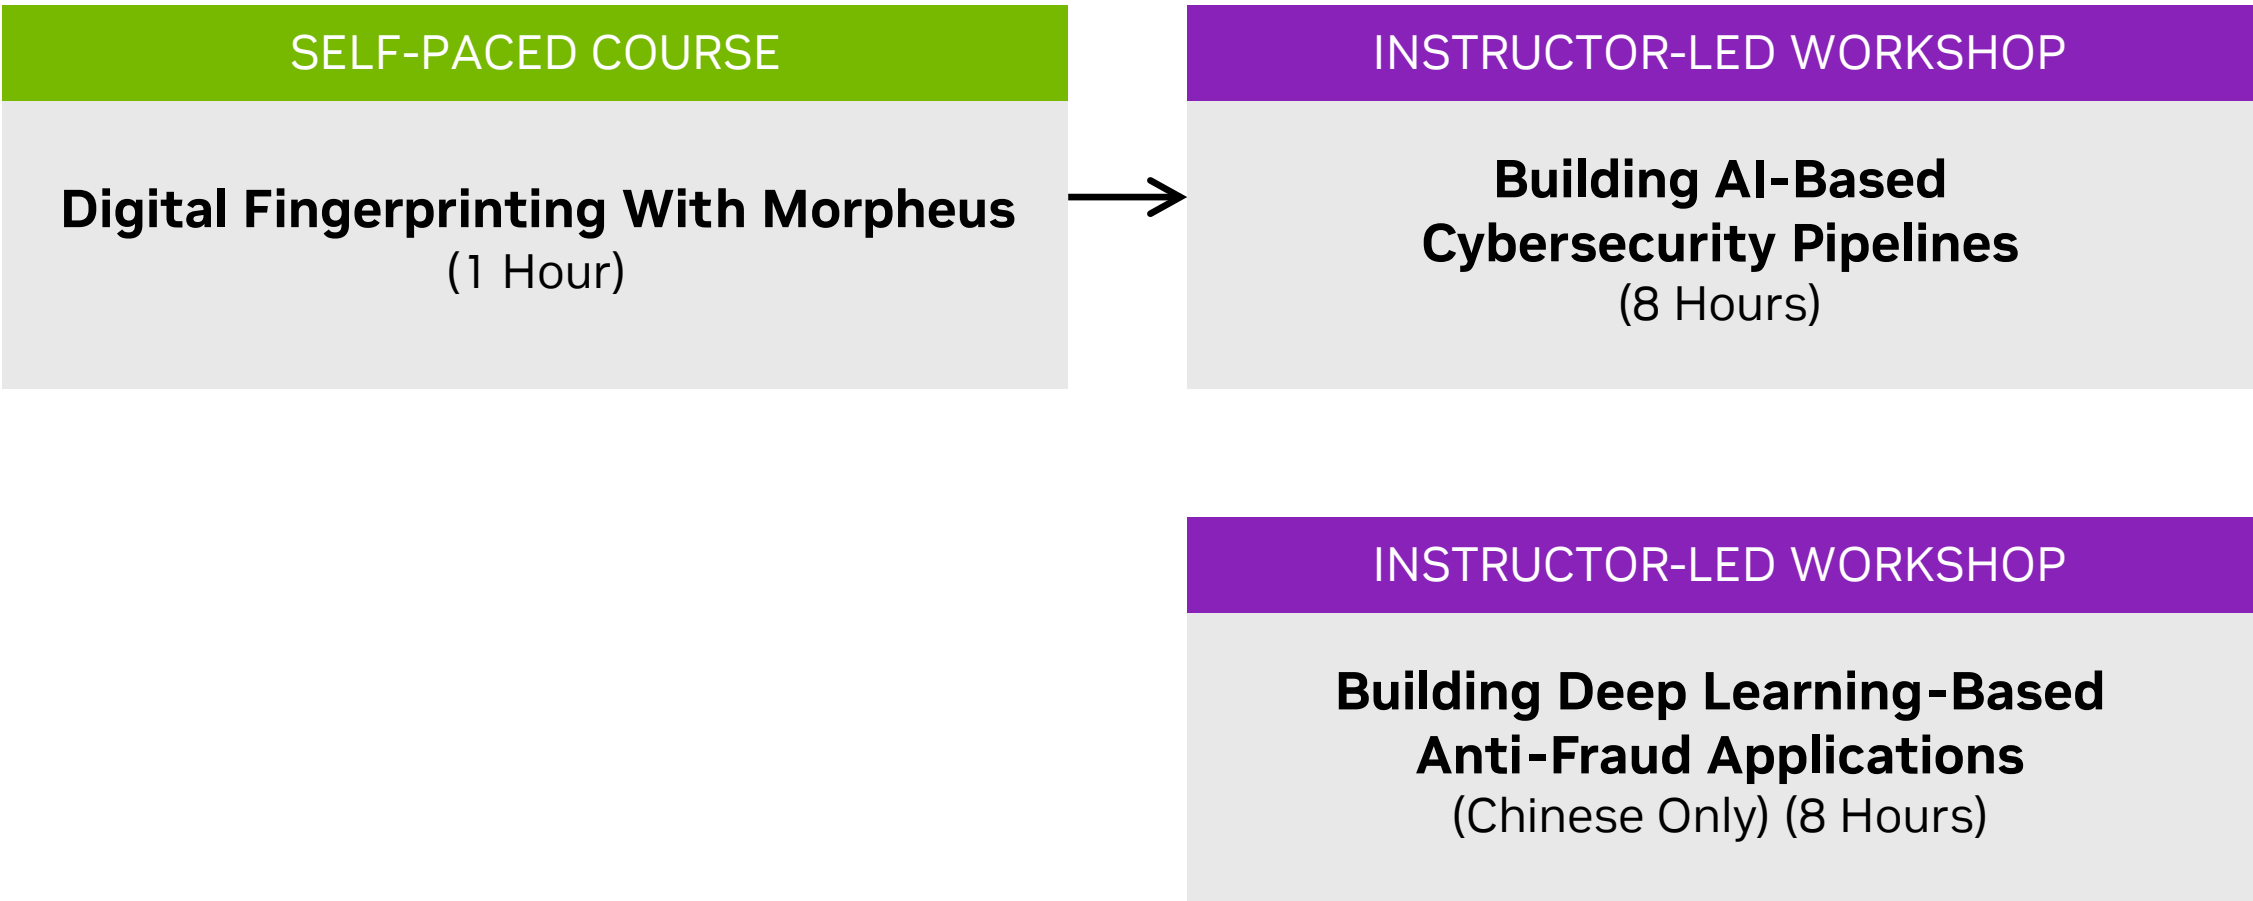 SELF-PACED COURSE
Digital Fingerprinting With Morpheus
(1 Hour)
INSTRUCTOR-LED WORKSHOP
Building AI-Based
Cybersecurity Pipelines
(8 Hours)
INSTRUCTOR-LED WORKSHOP
Building Deep Learning-Based
Anti-Fraud Applications
(Chinese Only) (8 Hours)